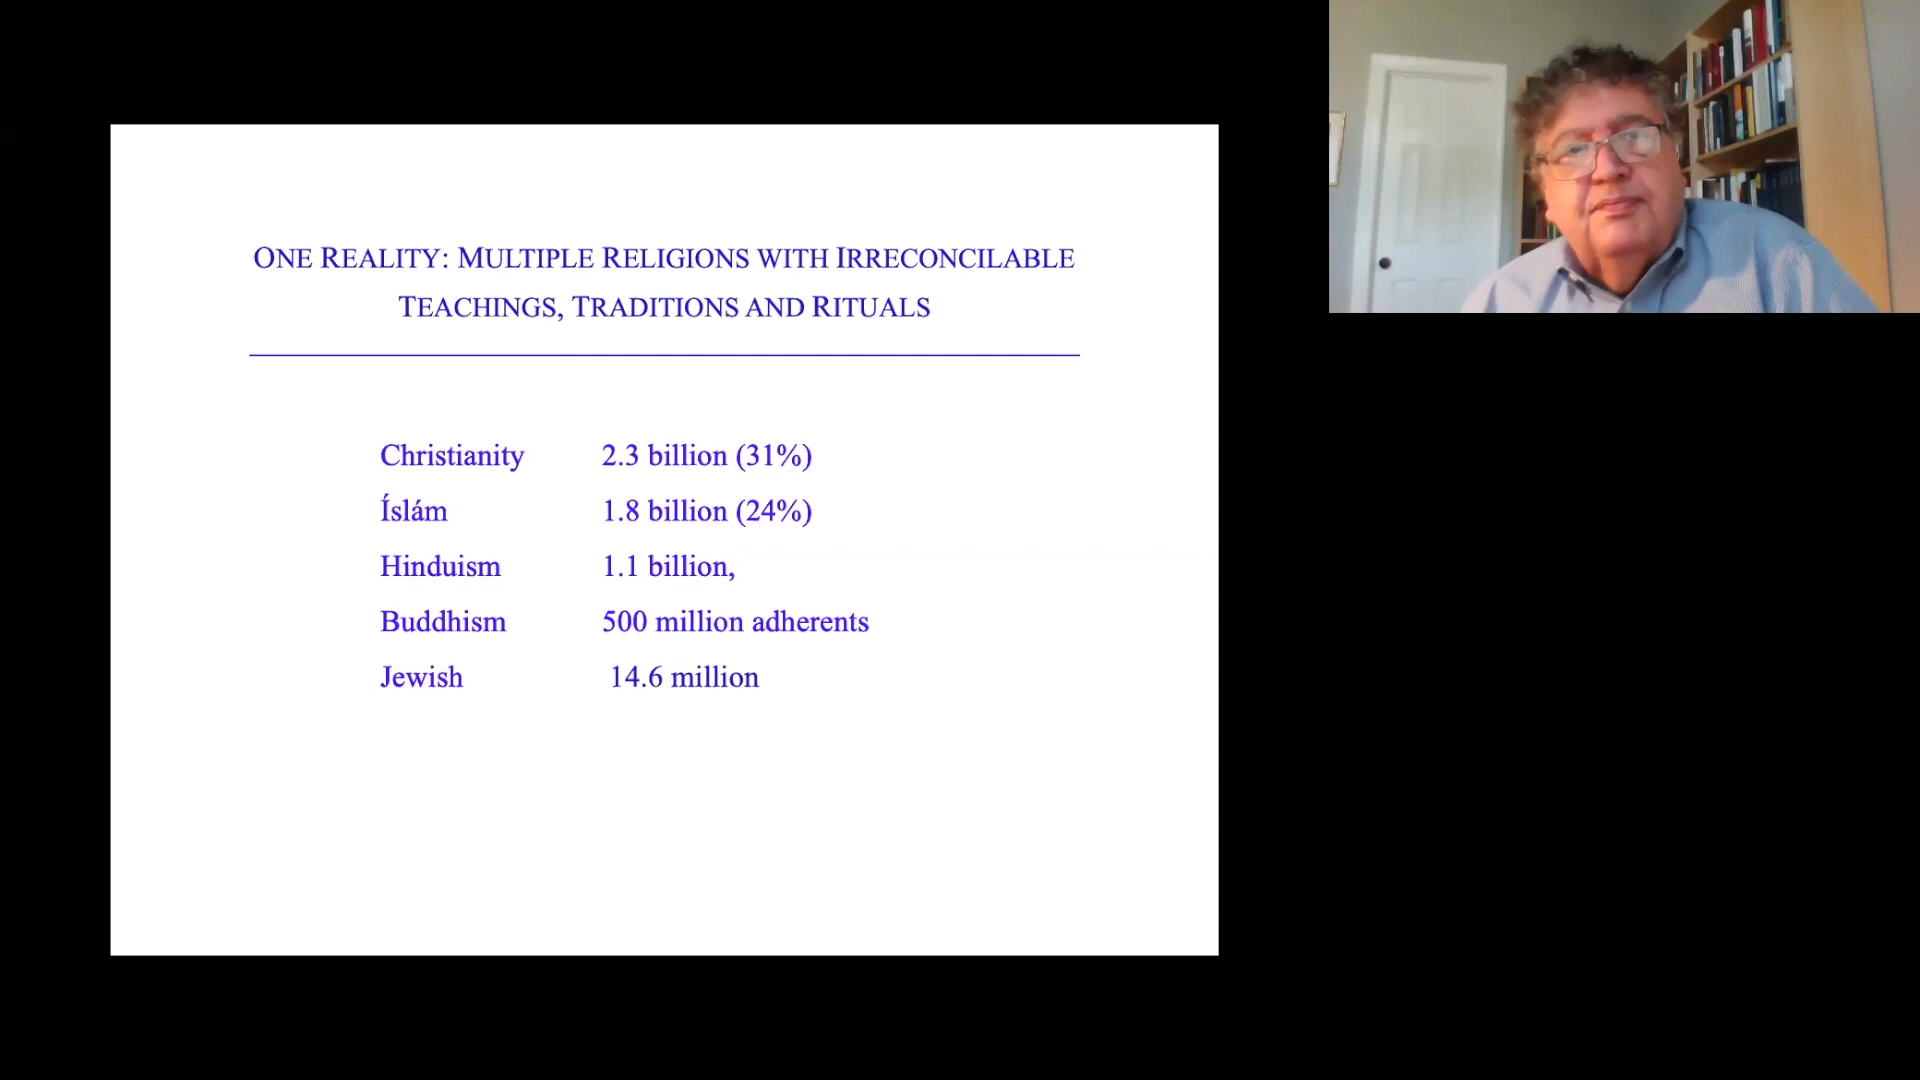 ONE REALITY: MULTIPLE RELIGIONS WITH IRRECONCILABLE
TEACHINGS, TRADITIONS AND RITUALS
Christianity 2.3 billion (31%)
Íslám 1.8 billion (24%)
Hinduism 1.1 billion,
Buddhism 500 million adherents
Jewish 14.6 million